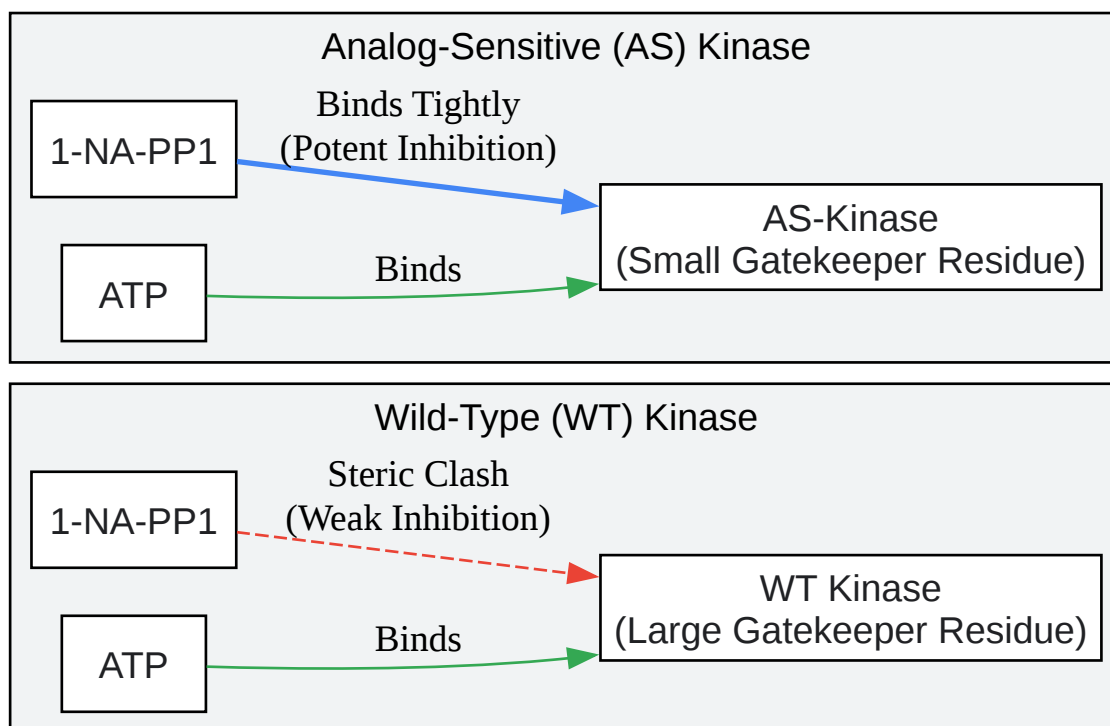 Analog-Sensitive (AS) Kinase
Binds Tightly
(Potent Inhibition)
1-NA-PP1
AS-Kinase
(Small Gatekeeper Residue)
Binds
ATP
Wild-Type (WT) Kinase
Steric Clash
(Weak Inhibition)
1-NA-PP1
WT Kinase
(Large Gatekeeper Residue)
Binds
ATP